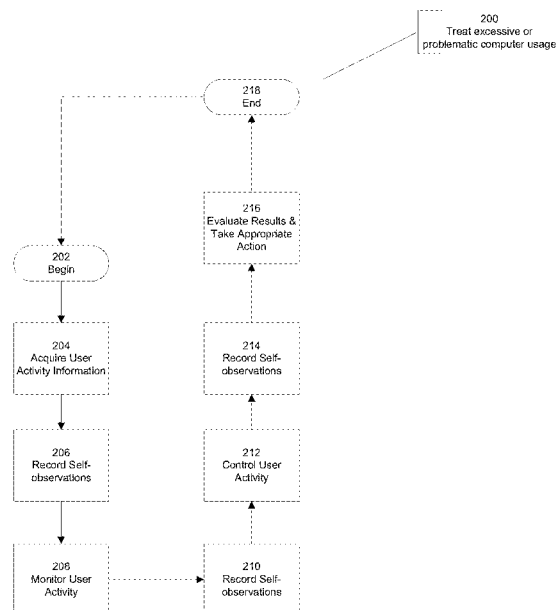 200
Treat excessive or
problematic computer usage
218
End
216
Evaluate Results &
Take Appropriate
Action
202
Begin
204
Acquire User
Activity Information
214
Record Self-
observations
206
Record Self-
observations
212
Control User
Activity
208
Monitor User
Activity
210
Record Self-
observations